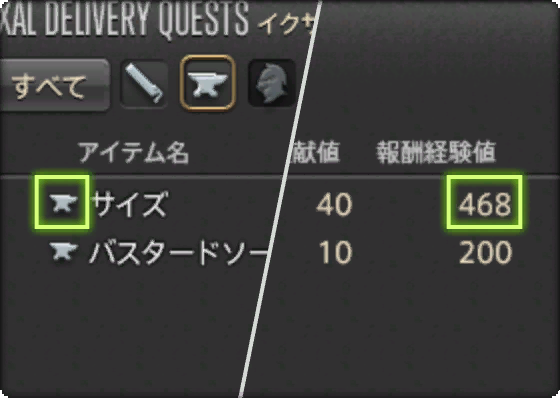 XAL DELIVERY QUESTS イクサ
すべて
アイテム名 献値 報酬経験値
サイズ 40 468
バスタードソー 10 200